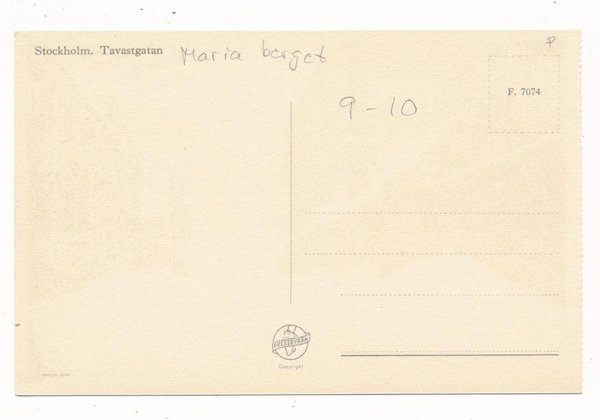 Stockholm. Tavastgatan Maria berget
P
F. 7074
9-10
PRESSBYRÅN
Copyright